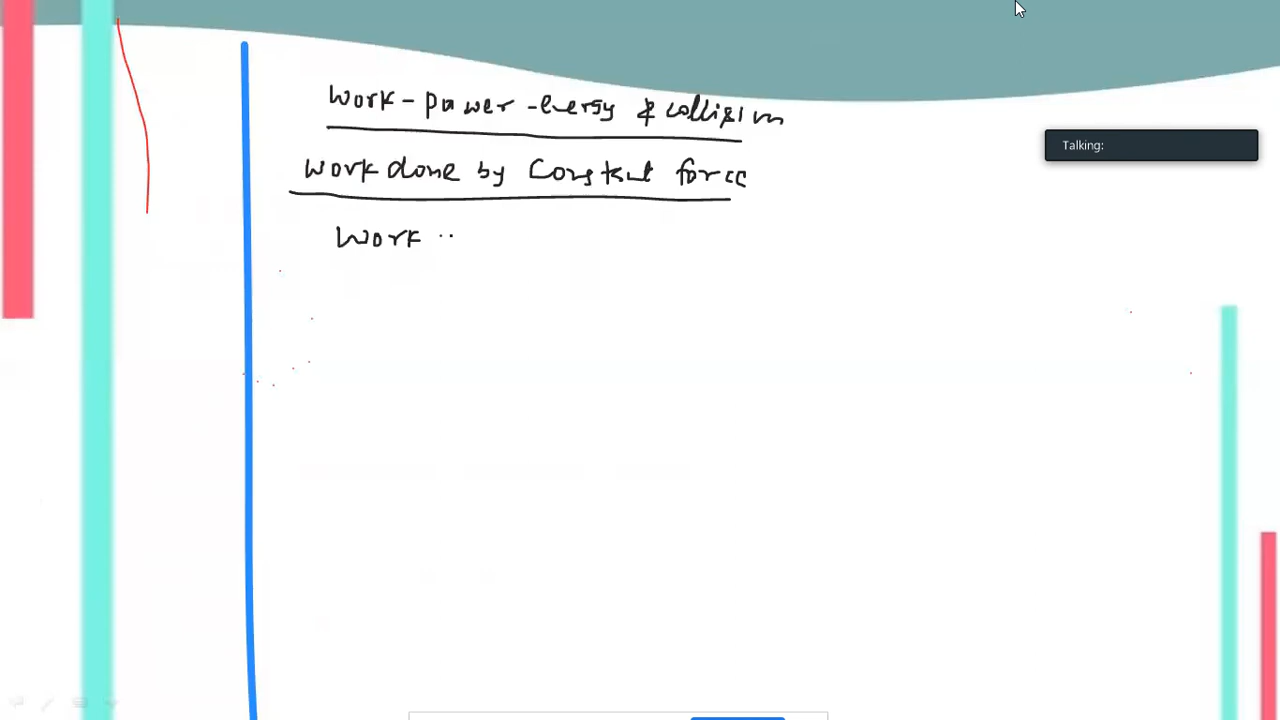 Work - power - energy & collision
Talking:
Work done by Constant force
Work ..